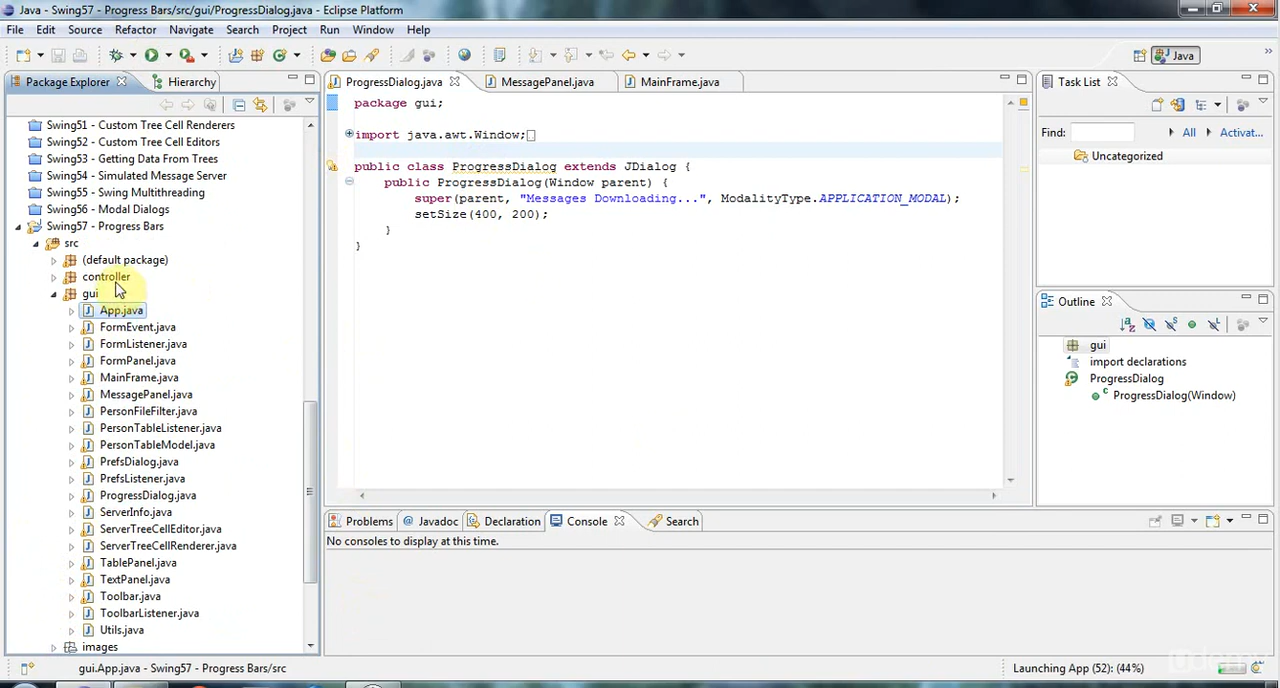 Java - Swing57 - Progress Bars/src/gui/ProgressDialog.java - Eclipse Platform
File Edit Source Refactor Navigate Search Project Run Window Help
Java
Package Explorer Hierarchy
ProgressDialog.java MessagePanel.java MainFrame.java
Task List
Find: All Activat...
Uncategorized
Swing51 - Custom Tree Cell Renderers
Swing52 - Custom Tree Cell Editors
Swing53 - Getting Data From Trees
Swing54 - Simulated Message Server
Swing55 - Swing Multithreading
Swing56 - Modal Dialogs
Swing57 - Progress Bars
src
(default package)
controller
gui
App.java
FormEvent.java
FormListener.java
FormPanel.java
MainFrame.java
MessagePanel.java
PersonFileFilter.java
PersonTableListener.java
PersonTableModel.java
PrefsDialog.java
PrefsListener.java
ProgressDialog.java
ServerInfo.java
ServerTreeCellEditor.java
ServerTreeCellRenderer.java
TablePanel.java
TextPanel.java
Toolbar.java
ToolbarListener.java
Utils.java
images
package gui;
import java.awt.Window;
public class ProgressDialog extends JDialog {
public ProgressDialog(Window parent) {
super(parent, "Messages Downloading...", ModalityType.APPLICATION_MODAL);
setSize(400, 200);
}
}
Outline
gui
import declarations
ProgressDialog
ProgressDialog(Window)
Problems Javadoc Declaration Console Search
No consoles to display at this time.
gui.App.java - Swing57 - Progress Bars/src
Launching App (52): (44%)
udemy